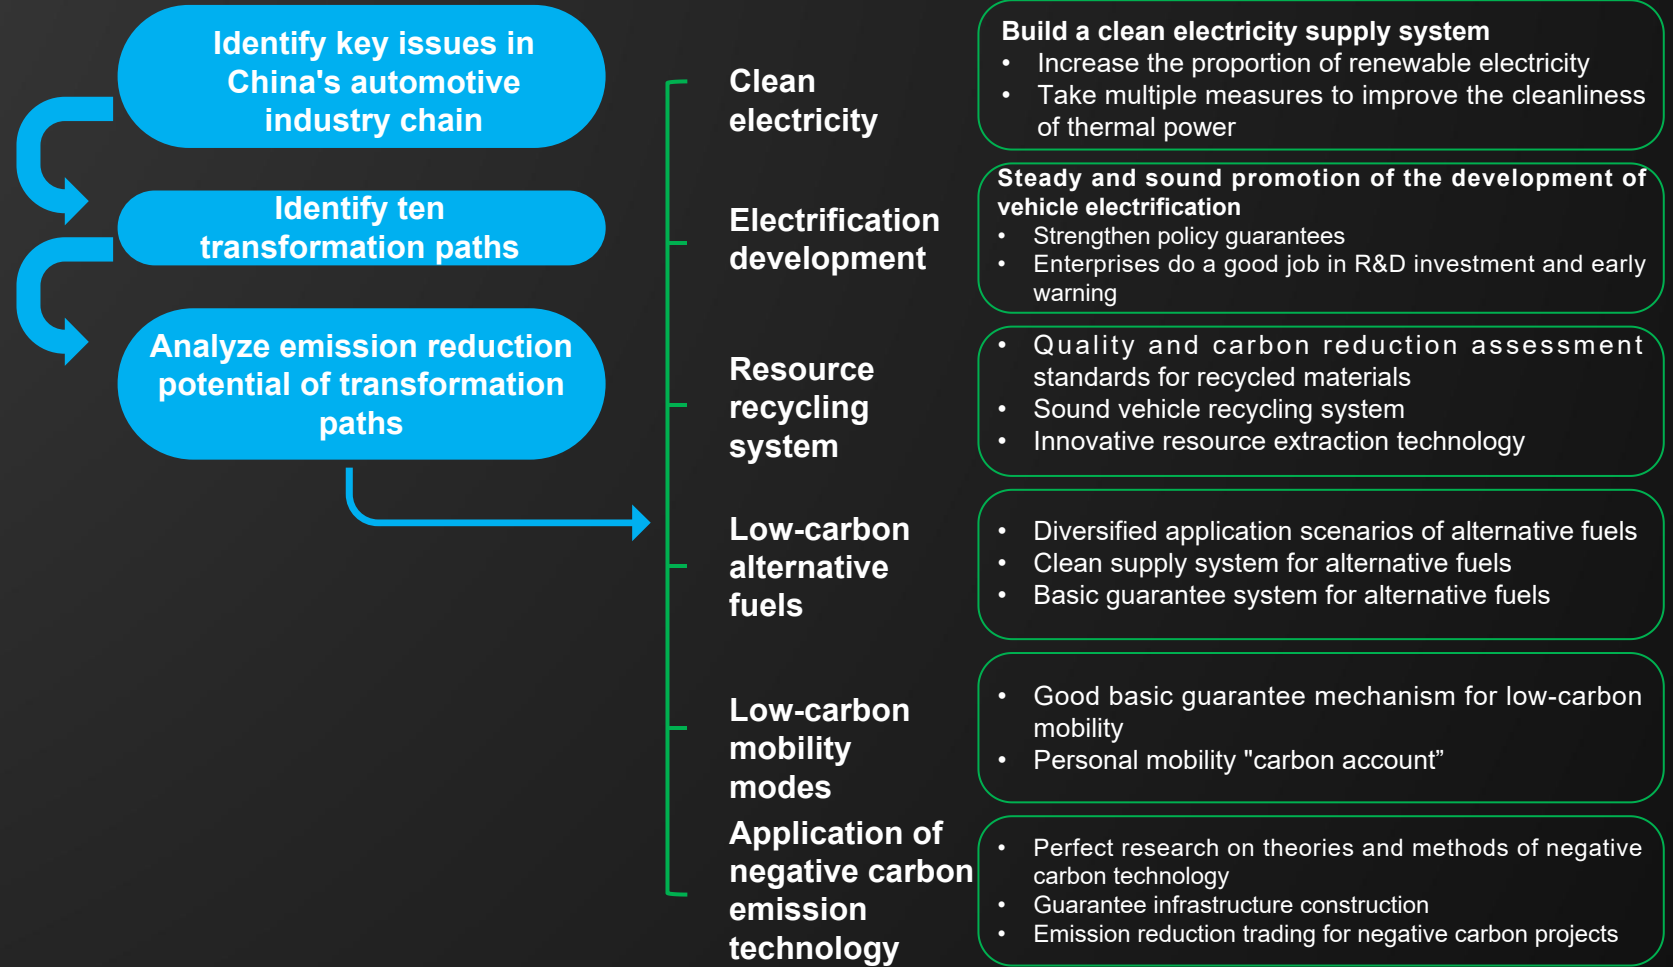 Identify key issues in
China's automotive
industry chain
Identify ten
transformation paths
Analyze emission reduction
potential of transformation
paths
Clean
electricity
Build a clean electricity supply system
• Increase the proportion of renewable electricity
• Take multiple measures to improve the cleanliness
of thermal power
Electrification
development
Steady and sound promotion of the development of
vehicle electrification
• Strengthen policy guarantees
• Enterprises do a good job in R&D investment and early
warning
Resource
recycling
system
• Quality and carbon reduction assessment
standards for recycled materials
• Sound vehicle recycling system
• Innovative resource extraction technology
Low-carbon
alternative
fuels
• Diversified application scenarios of alternative fuels
• Clean supply system for alternative fuels
• Basic guarantee system for alternative fuels
Low-carbon
mobility
modes
• Good basic guarantee mechanism for low-carbon
mobility
• Personal mobility "carbon account”
Application of
negative carbon
emission
technology
• Perfect research on theories and methods of negative
carbon technology
• Guarantee infrastructure construction
• Emission reduction trading for negative carbon projects